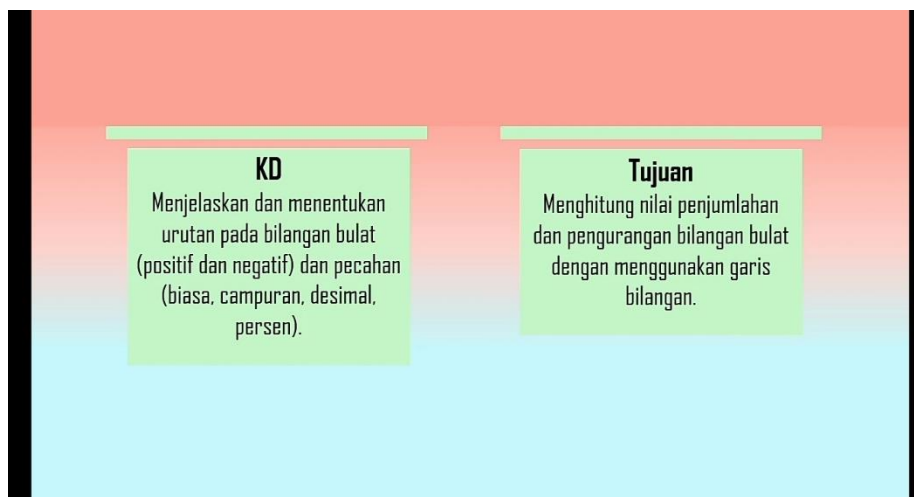 KD
Menjelaskan dan menentukan
urutan pada bilangan bulat
(positif dan negatif) dan pecahan
(biasa, campuran, desimal,
persen).
Tujuan
Menghitung nilai penjumlahan
dan pengurangan bilangan bulat
dengan menggunakan garis
bilangan.